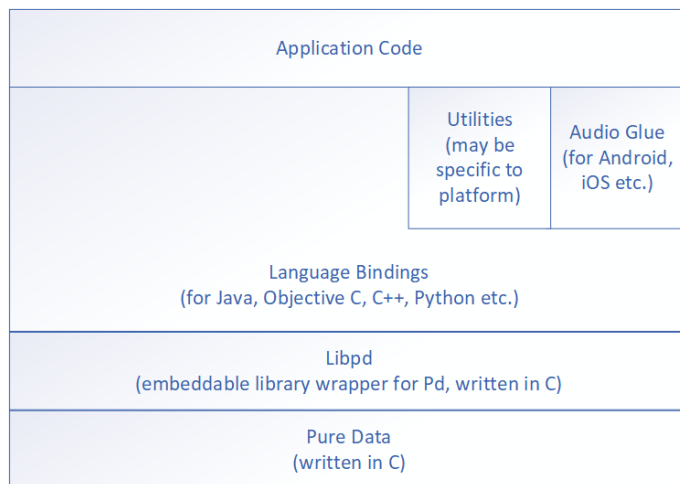 Application Code
Utilities
(may be
specific to
platform)
Audio Glue
(for Android,
iOS etc.)
Language Bindings
(for Java, Objective C, C++, Python etc.)
Libpd
(embeddable library wrapper for Pd, written in C)
Pure Data
(written in C)